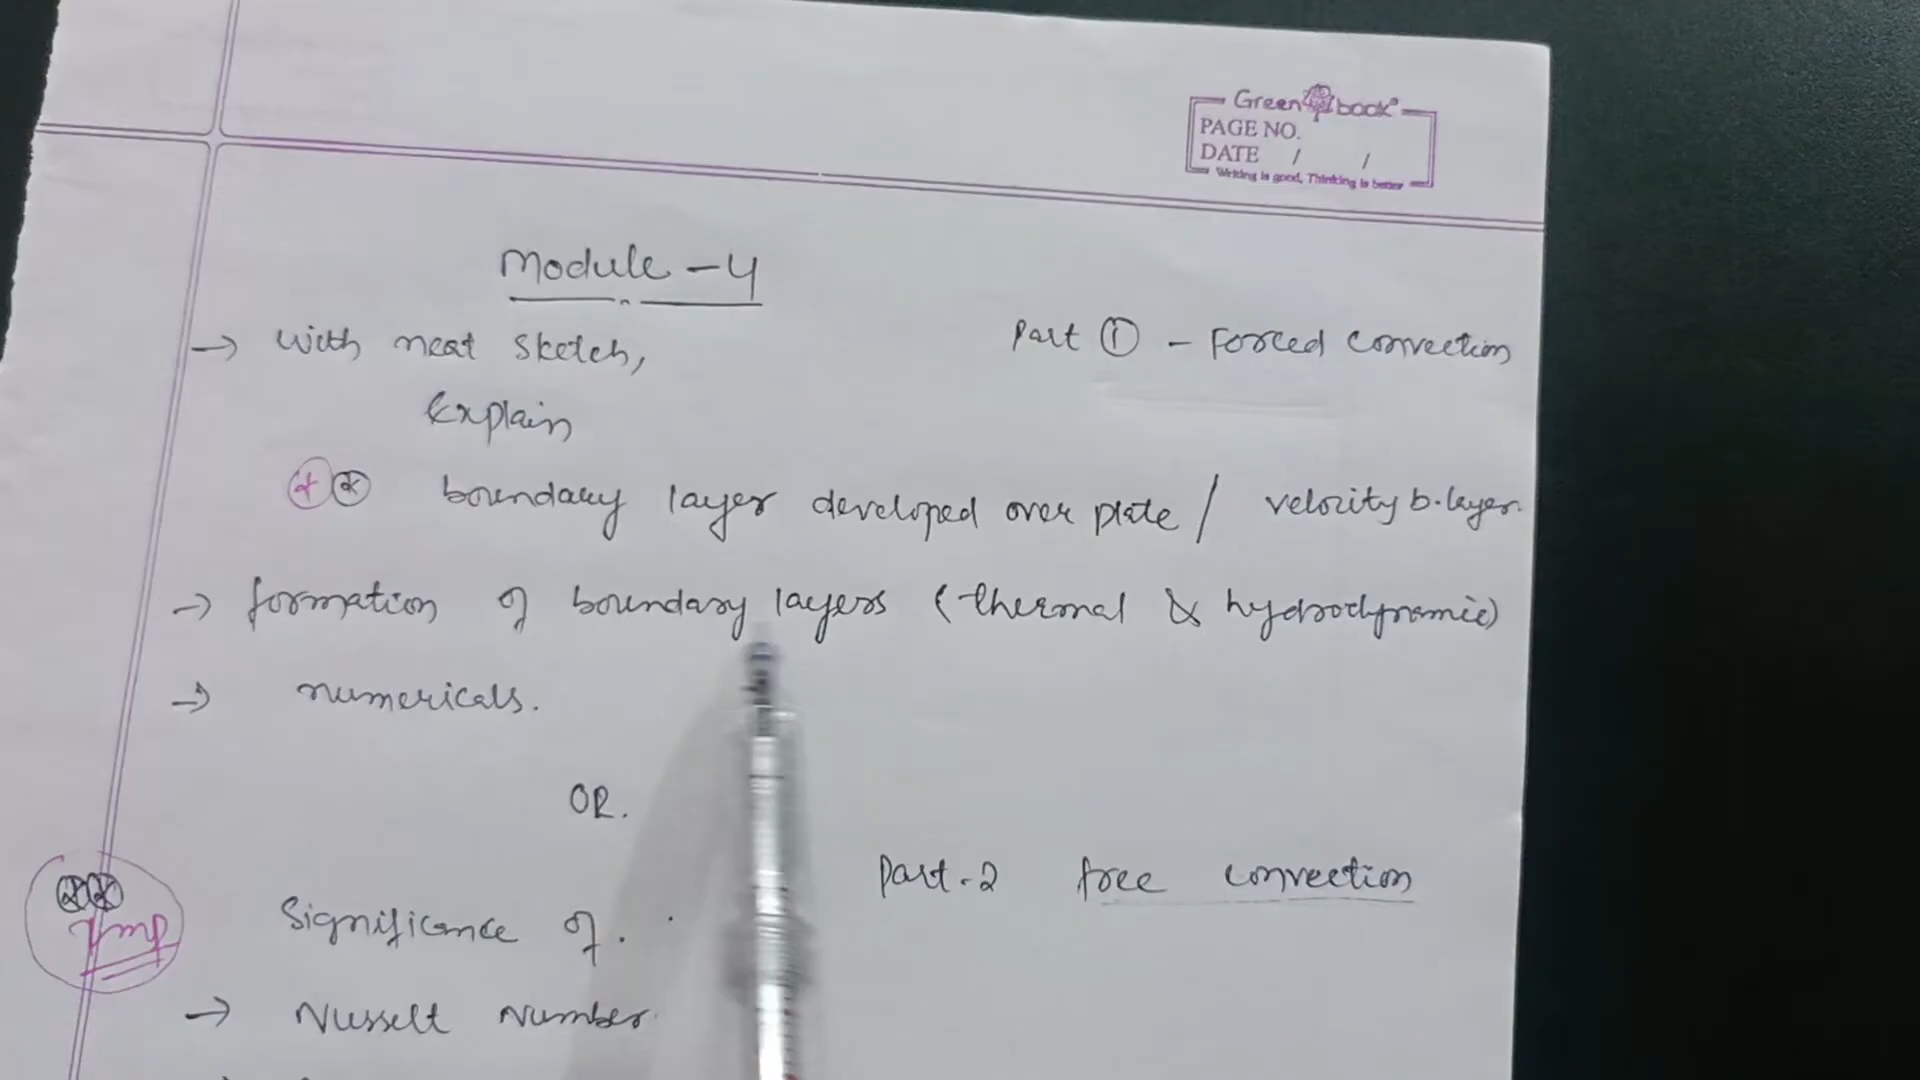 Green book
PAGE NO.
DATE / /
Writing is good, Thinking is better
Module - 4
→ with neat sketch,
Part ① - Forced convection
Explain
boundary layer developed over plate / velocity b. layer.
→ formation of boundary layers (thermal & hydrodynamic)
→ numericals.
OR.
Part-2 free convection
Imp
Significance of.
→ Nusselt Number